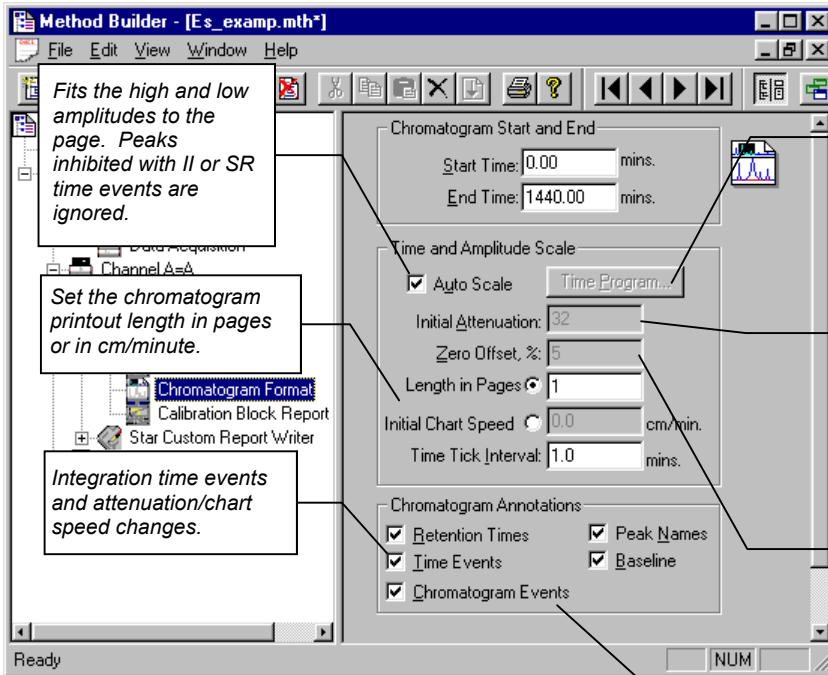 Method Builder - [Es_examp.mth*]
File Edit View Window Help
Fits the high and low
amplitudes to the
page. Peaks
inhibited with II or SR
time events are
ignored.
Channel A=A
Set the chromatogram
printout length in pages
or in cm/minute.
Chromatogram Format
Calibration Block Report
Star Custom Report Writer
Integration time events
and attenuation/chart
speed changes.
Chromatogram Start and End
Start Time: 0.00 mins.
End Time: 1440.00 mins.
Time and Amplitude Scale
Auto Scale Time Program...
Initial Attenuation: 32
Zero Offset, %: 5
Length in Pages 1
Initial Chart Speed 0.0 cm/min.
Time Tick Interval: 1.0 mins.
Chromatogram Annotations
Retention Times Peak Names
Time Events Baseline
Chromatogram Events
Ready NUM